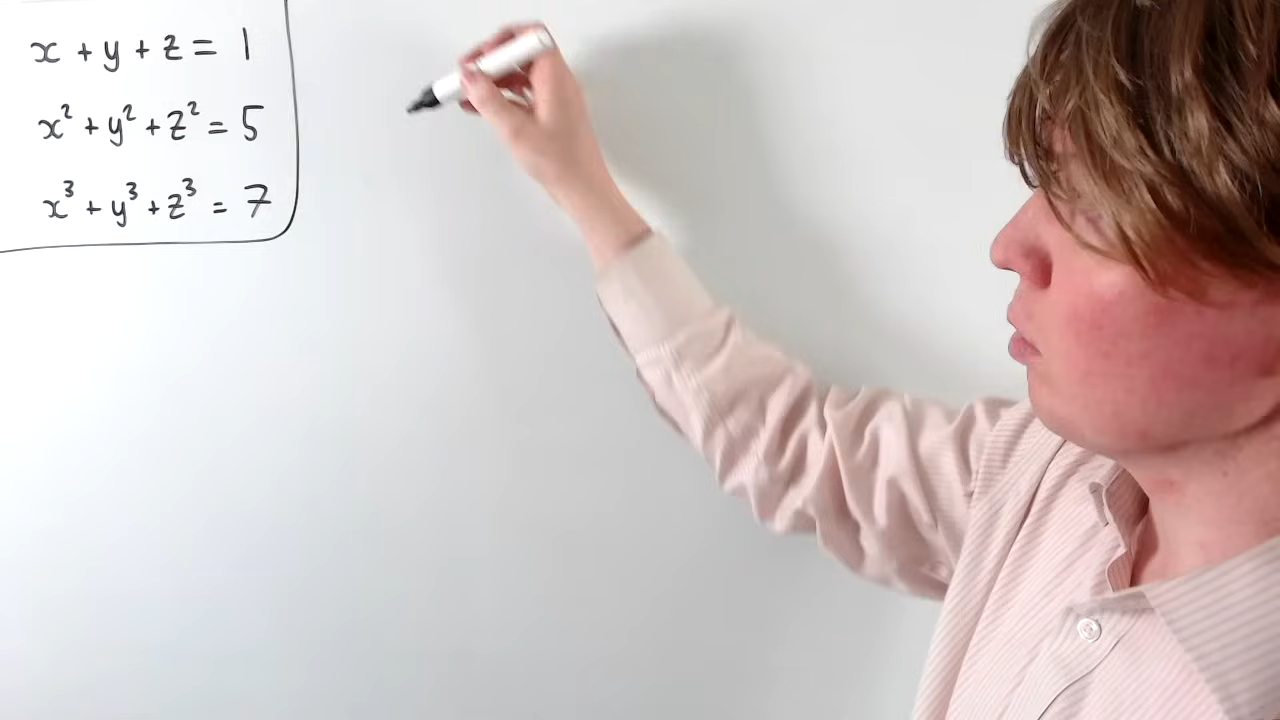 x + y + z = 1
x² + y² + z² = 5
x³ + y³ + z³ = 7